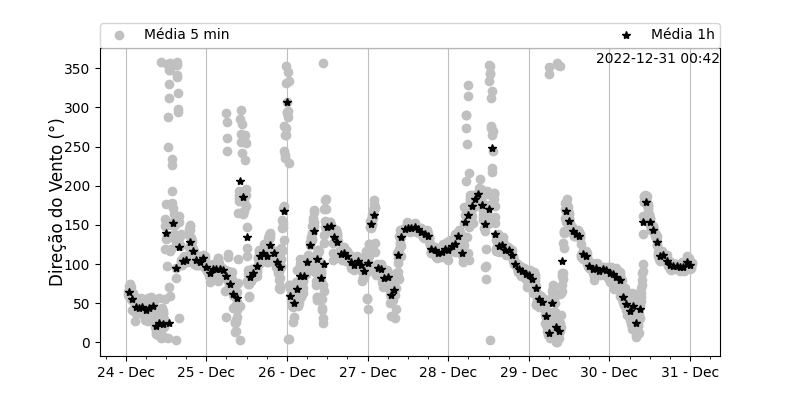 Média 5 min
Média 1h
2022-12-31 00:42
Direção do Vento (°)
350
300
250
200
150
100
50
0
24 - Dec
25 - Dec
26 - Dec
27 - Dec
28 - Dec
29 - Dec
30 - Dec
31 - Dec